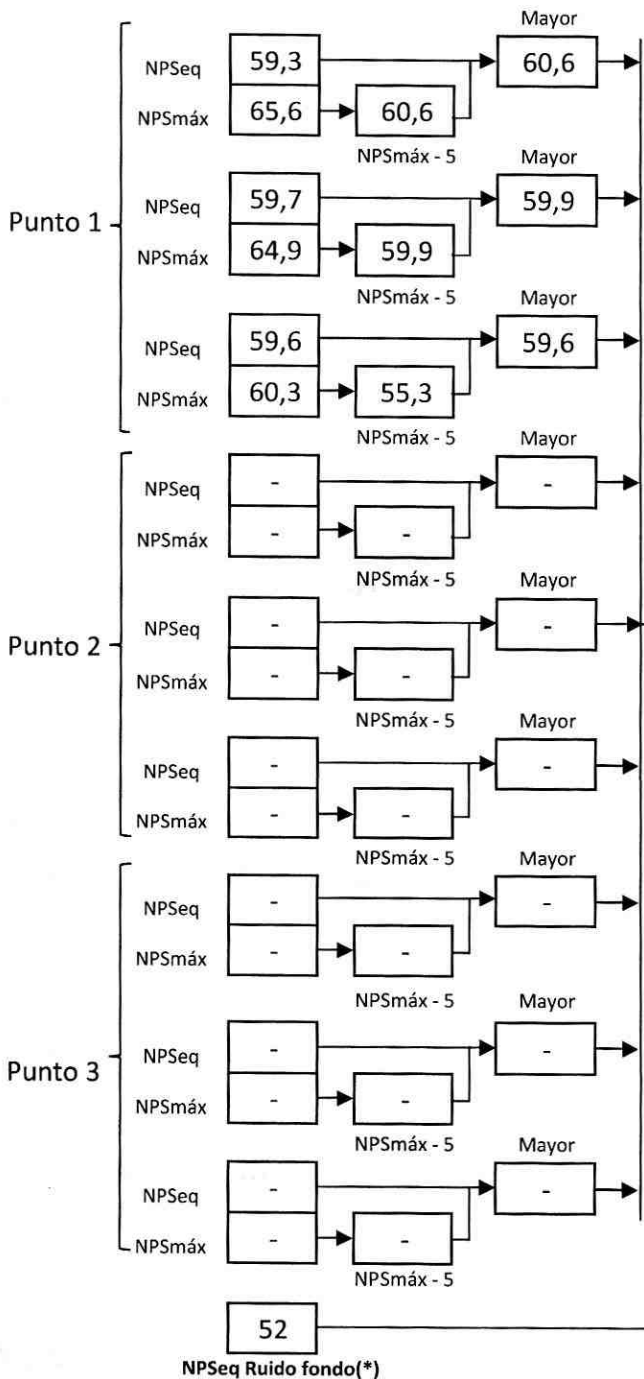 Mayor
NPSeq 59,3 60,6
NPSmáx 65,6 60,6
NPSmáx - 5 Mayor
Punto 1 NPSeq 59,7 59,9
NPSmáx 64,9 59,9
NPSmáx - 5 Mayor
NPSeq 59,6 59,6
NPSmáx 60,3 55,3
NPSmáx - 5 Mayor
NPSeq - -
NPSmáx - -
NPSmáx - 5 Mayor
Punto 2 NPSeq - -
NPSmáx - -
NPSmáx - 5 Mayor
NPSeq - -
NPSmáx - -
NPSmáx - 5 Mayor
NPSeq - -
NPSmáx - -
NPSmáx - 5 Mayor
Punto 3 NPSeq - -
NPSmáx - -
NPSmáx - 5 Mayor
NPSeq - -
NPSmáx - -
NPSmáx - 5
52
NPSeq Ruido fondo(*)